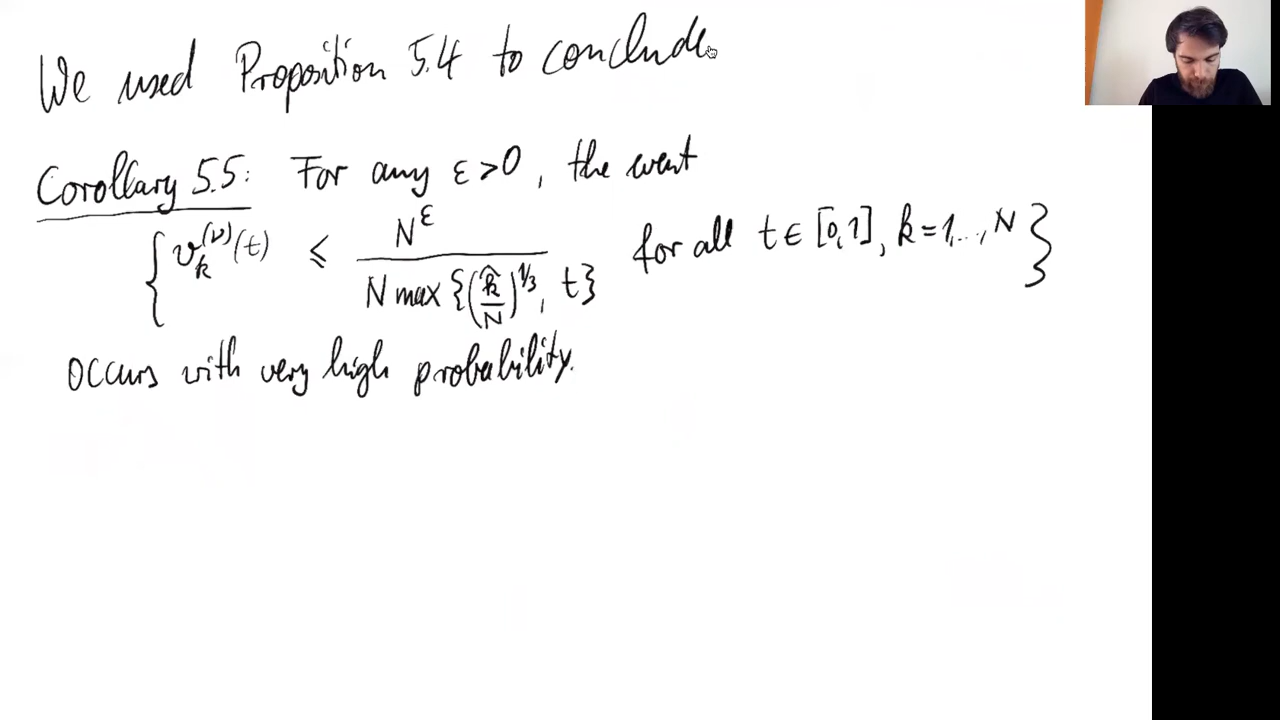 We used Proposition 5.4 to conclude
Corollary 5.5: For any ε>0, the event
{ v_k^(ν)(t) ⩽ N^ε / (N max {(k̂/N)^{1/3}, t}) for all t ∈ [0,1], k=1,..., N }
occurs with very high probability.